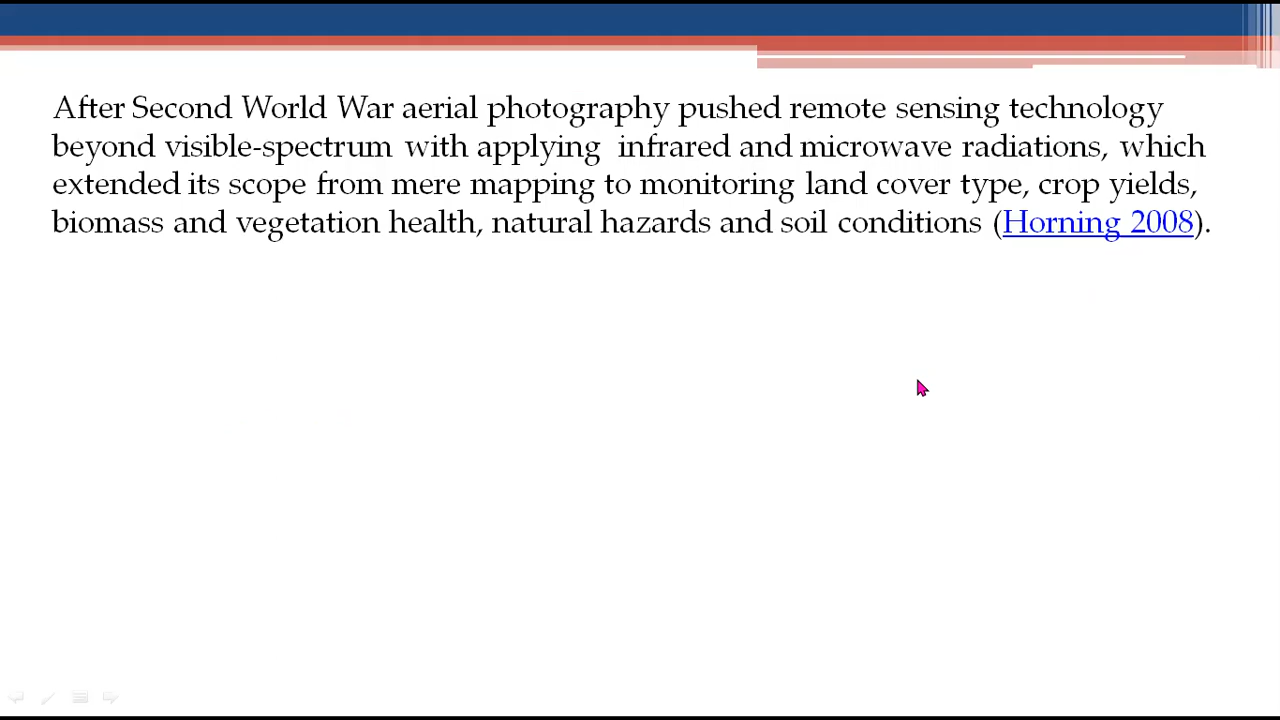 After Second World War aerial photography pushed remote sensing technology
beyond visible-spectrum with applying  infrared and microwave radiations, which
extended its scope from mere mapping to monitoring land cover type, crop yields,
biomass and vegetation health, natural hazards and soil conditions (Horning 2008).